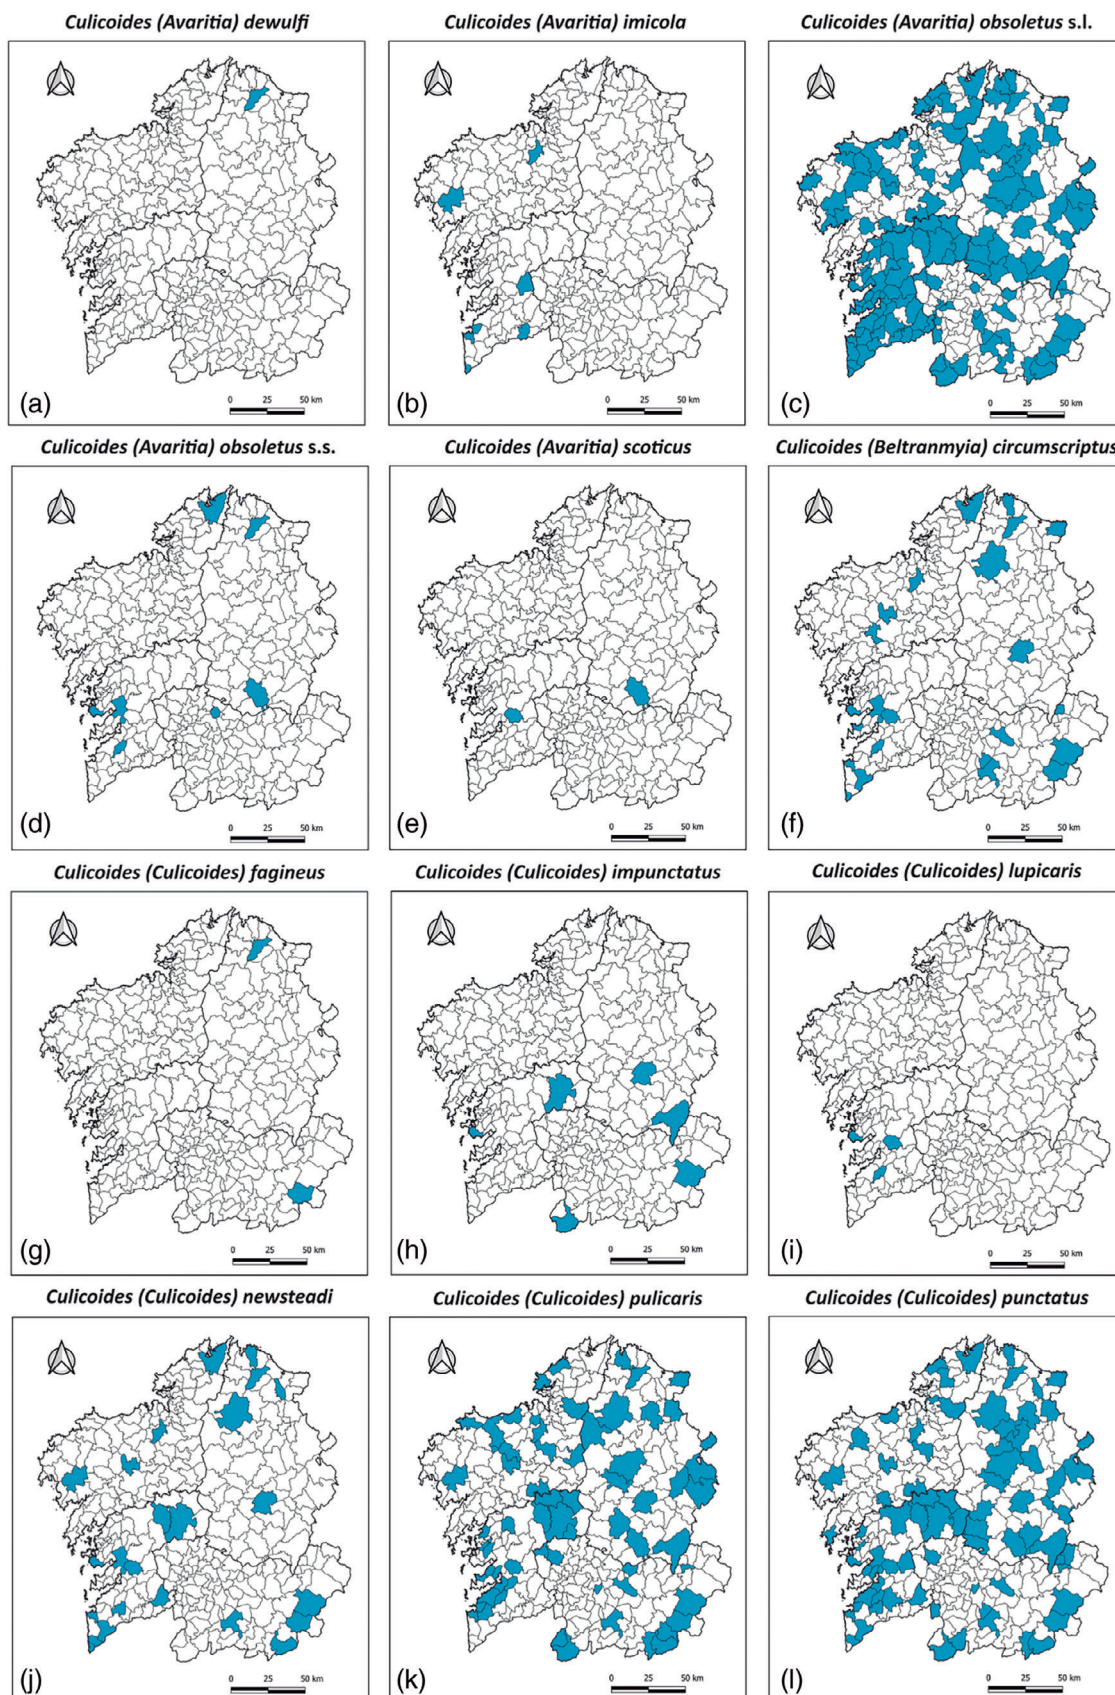 Culicoides (Avaritia) dewulfi
Culicoides (Avaritia) imicola
Culicoides (Avaritia) obsoletus s.l.
0 25 50 km
(a)
0 25 50 km
(b)
0 25 50 km
(c)
Culicoides (Avaritia) obsoletus s.s.
Culicoides (Avaritia) scoticus
Culicoides (Beltranmyia) circumscriptus
0 25 50 km
(d)
0 25 50 km
(e)
0 25 50 km
(f)
Culicoides (Culicoides) fagineus
Culicoides (Culicoides) impunctatus
Culicoides (Culicoides) lupicaris
0 25 50 km
(g)
0 25 50 km
(h)
0 25 50 km
(i)
Culicoides (Culicoides) newsteadi
Culicoides (Culicoides) pulicaris
Culicoides (Culicoides) punctatus
0 25 50 km
(j)
0 25 50 km
(k)
0 25 50 km
(l)